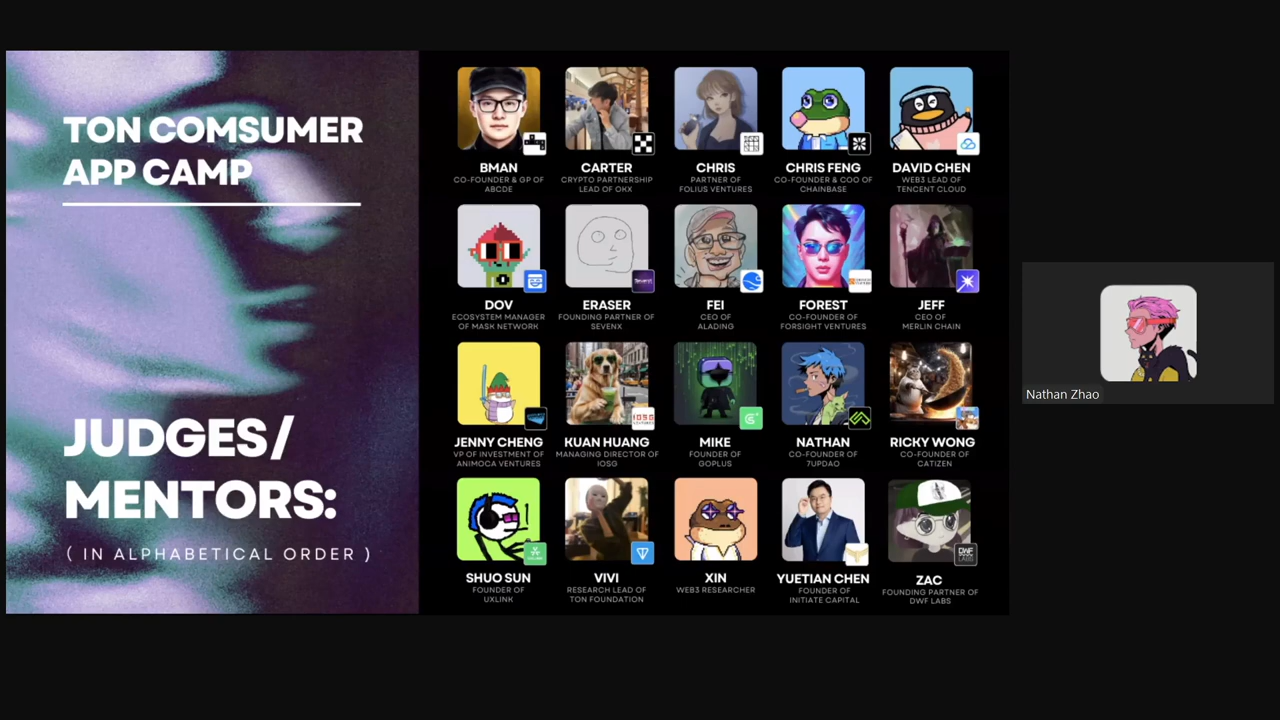 TON COMSUMER
APP CAMP
JUDGES/
MENTORS:
( IN ALPHABETICAL ORDER )
BMAN
CO-FOUNDER & GP OF
ABCDE
CARTER
CRYPTO PARTNERSHIP
LEAD OF OKX
CHRIS
PARTNER OF
FOLIUS VENTURES
CHRIS FENG
CO-FOUNDER & COO OF
CHAINBASE
DAVID CHEN
WEB3 LEAD OF
TENCENT CLOUD
DOV
ECOSYSTEM MANAGER
OF MASK NETWORK
ERASER
FOUNDING PARTNER OF
SEVENX
FEI
CEO OF
ALADING
FOREST
CO-FOUNDER OF
FORSIGHT VENTURES
JEFF
CEO OF
MERLIN CHAIN
JENNY CHENG
VP OF INVESTMENT OF
ANIMOCA VENTURES
KUAN HUANG
MANAGING DIRECTOR OF
IOSG
MIKE
FOUNDER OF
GOPLUS
NATHAN
CO-FOUNDER OF
7UPDAO
RICKY WONG
CO-FOUNDER OF
CATIZEN
SHUO SUN
FOUNDER OF
UXLINK
VIVI
RESEARCH LEAD OF
TON FOUNDATION
XIN
WEB3 RESEARCHER
YUETIAN CHEN
FOUNDER OF
INITIATE CAPITAL
ZAC
FOUNDING PARTNER OF
DWF LABS
Nathan Zhao